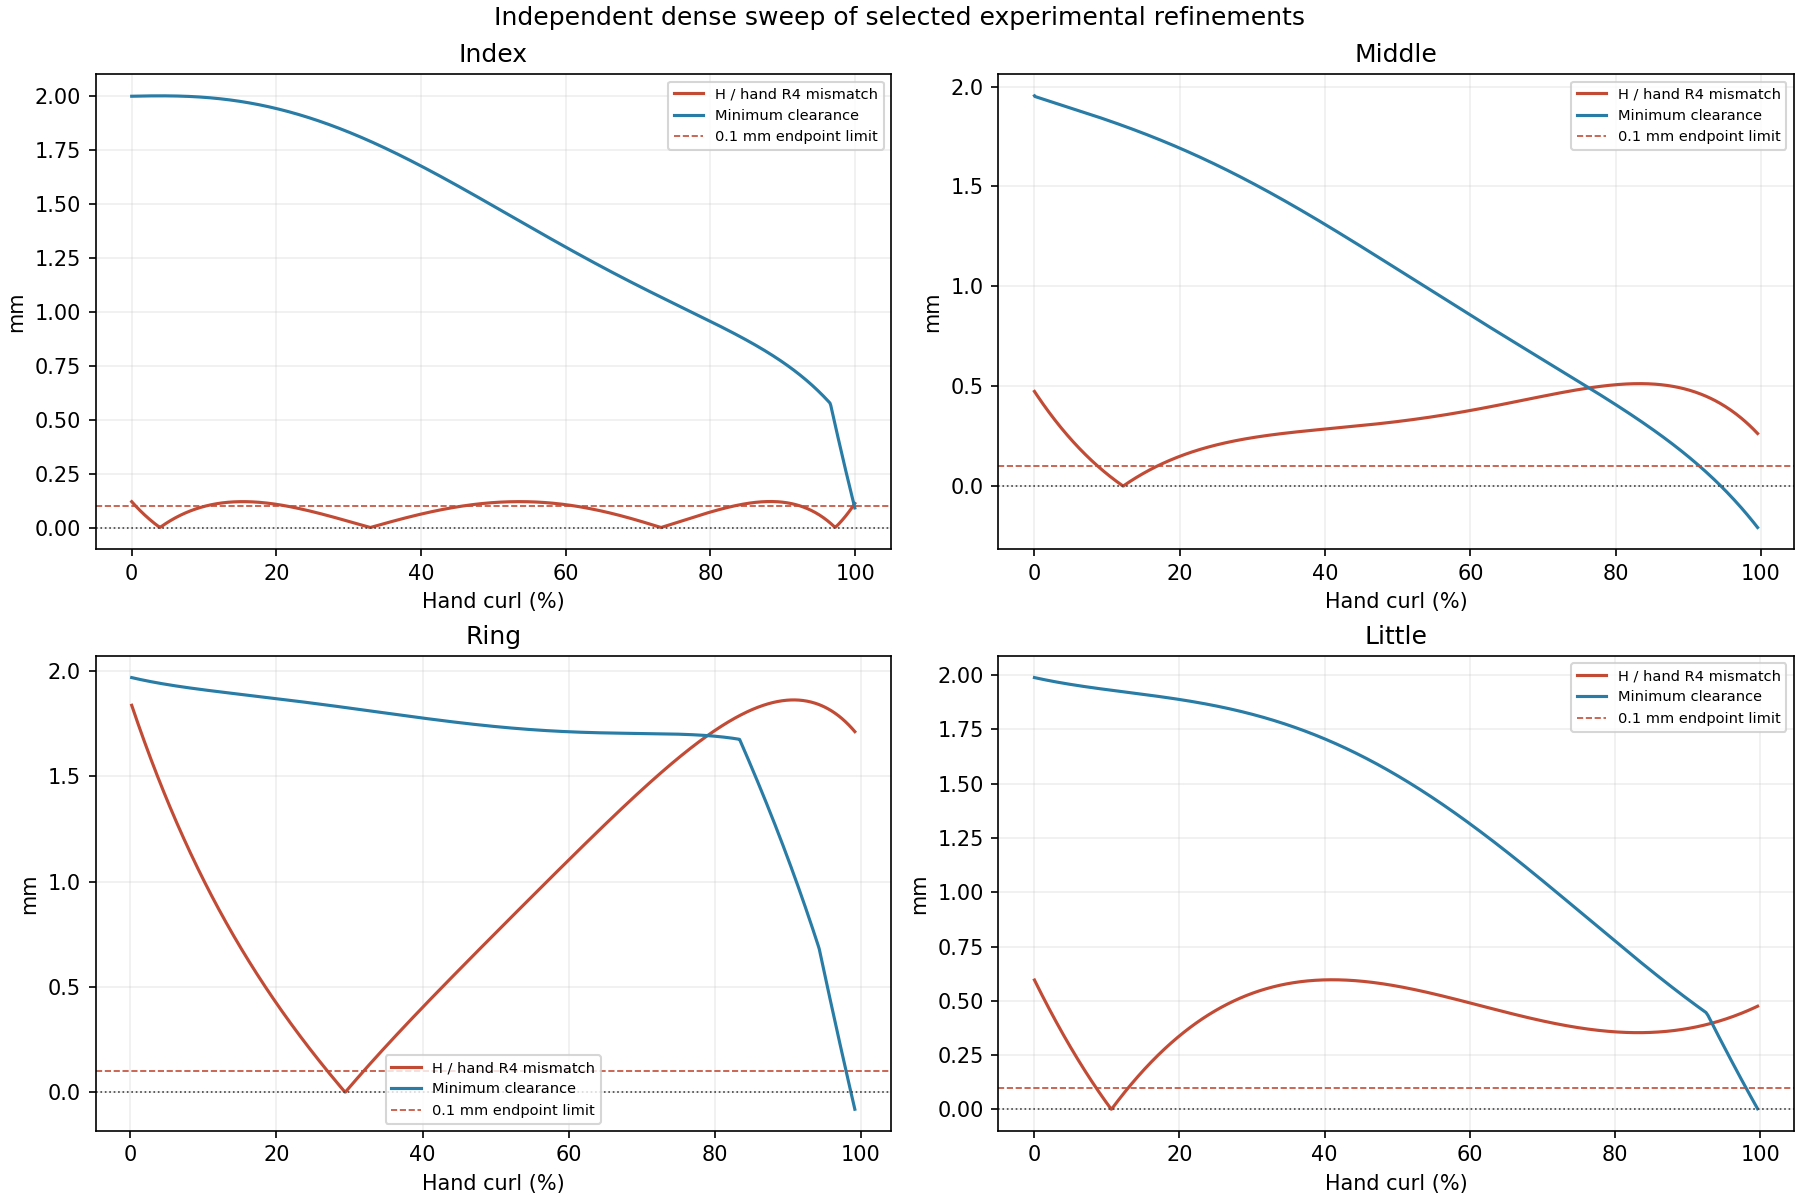 Independent dense sweep of selected experimental refinements
Index
H / hand R4 mismatch
Minimum clearance
0.1 mm endpoint limit
2.00
1.75
1.50
1.25
1.00
0.75
0.50
0.25
0.00
mm
0
20
40
60
80
100
Hand curl (%)
Middle
H / hand R4 mismatch
Minimum clearance
0.1 mm endpoint limit
2.0
1.5
1.0
0.5
0.0
mm
0
20
40
60
80
100
Hand curl (%)
Ring
2.0
1.5
1.0
0.5
0.0
mm
H / hand R4 mismatch
Minimum clearance
0.1 mm endpoint limit
0
20
40
60
80
100
Hand curl (%)
Little
H / hand R4 mismatch
Minimum clearance
0.1 mm endpoint limit
2.00
1.75
1.50
1.25
1.00
0.75
0.50
0.25
0.00
mm
0
20
40
60
80
100
Hand curl (%)